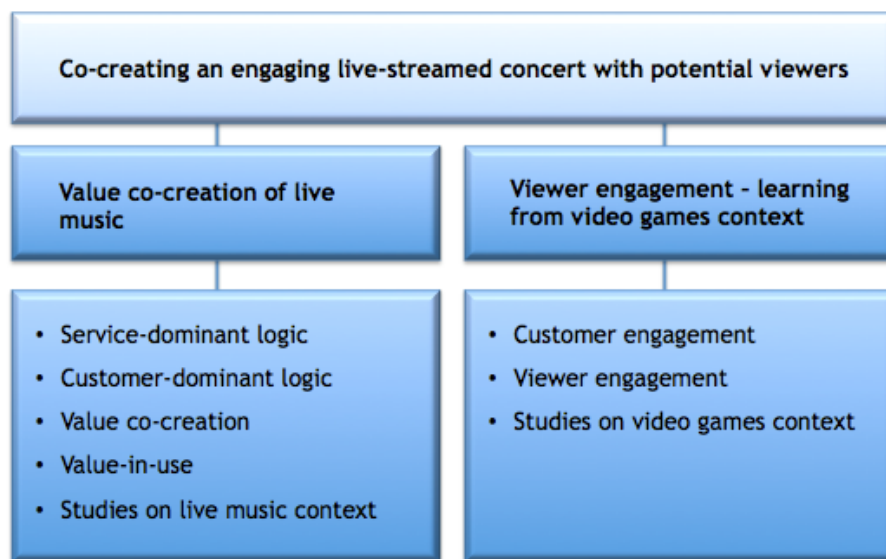 Co-creating an engaging live-streamed concert with potential viewers
Value co-creation of live
music
Viewer engagement – learning
from video games context
• Service-dominant logic
• Customer-dominant logic
• Value co-creation
• Value-in-use
• Studies on live music context
• Customer engagement
• Viewer engagement
• Studies on video games context